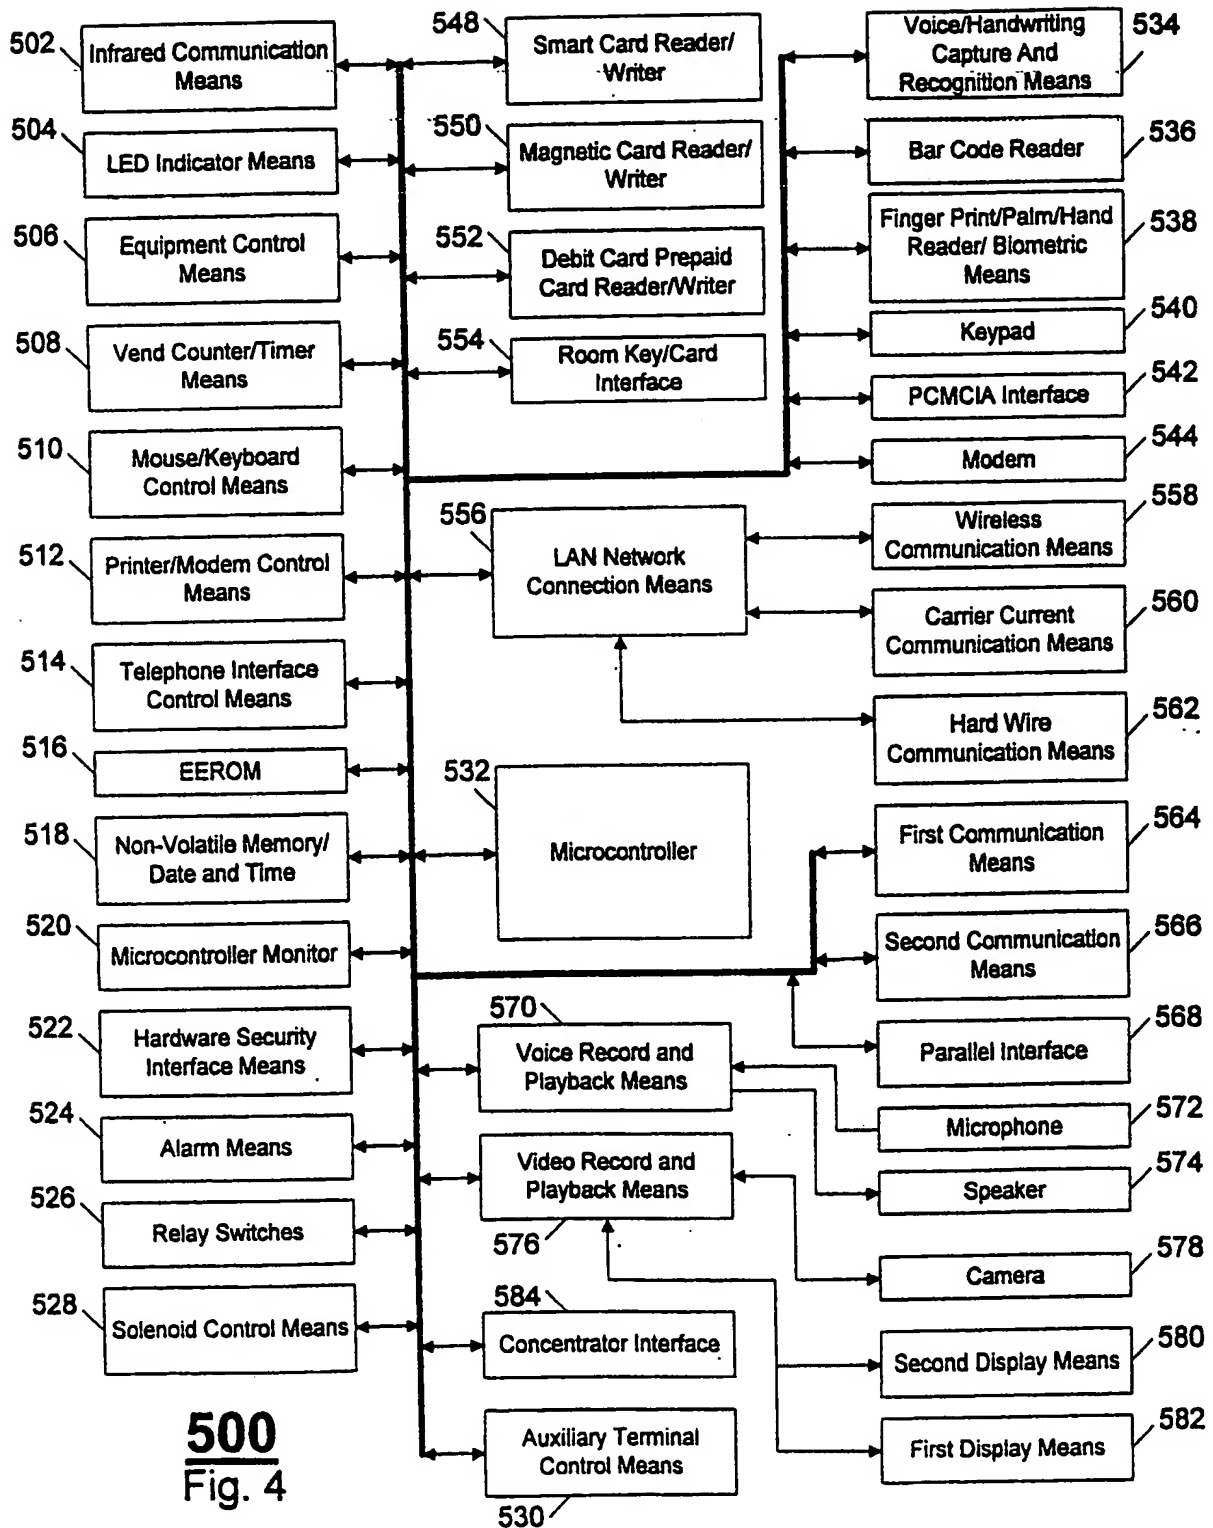 502
Infrared Communication
Means
504
LED Indicator Means
506
Equipment Control
Means
508
Vend Counter/Timer
Means
510
Mouse/Keyboard
Control Means
512
Printer/Modem Control
Means
514
Telephone Interface
Control Means
516
EEROM
518
Non-Volatile Memory/
Date and Time
520
Microcontroller Monitor
522
Hardware Security
Interface Means
524
Alarm Means
526
Relay Switches
528
Solenoid Control Means
548
Smart Card Reader/
Writer
550
Magnetic Card Reader/
Writer
552
Debit Card Prepaid
Card Reader/Writer
554
Room Key/Card
Interface
556
LAN Network
Connection Means
532
Microcontroller
570
Voice Record and
Playback Means
Video Record and
Playback Means
576
584
Concentrator Interface
Auxiliary Terminal
Control Means
530
Voice/Handwriting
Capture And
Recognition Means
534
Bar Code Reader
536
Finger Print/Palm/Hand
Reader/ Biometric
Means
538
Keypad
540
PCMCIA Interface
542
Modem
544
Wireless
Communication Means
558
Carrier Current
Communication Means
560
Hard Wire
Communication Means
562
First Communication
Means
564
Second Communication
Means
566
Parallel Interface
568
Microphone
572
Speaker
574
Camera
578
Second Display Means
580
First Display Means
582
500
Fig. 4